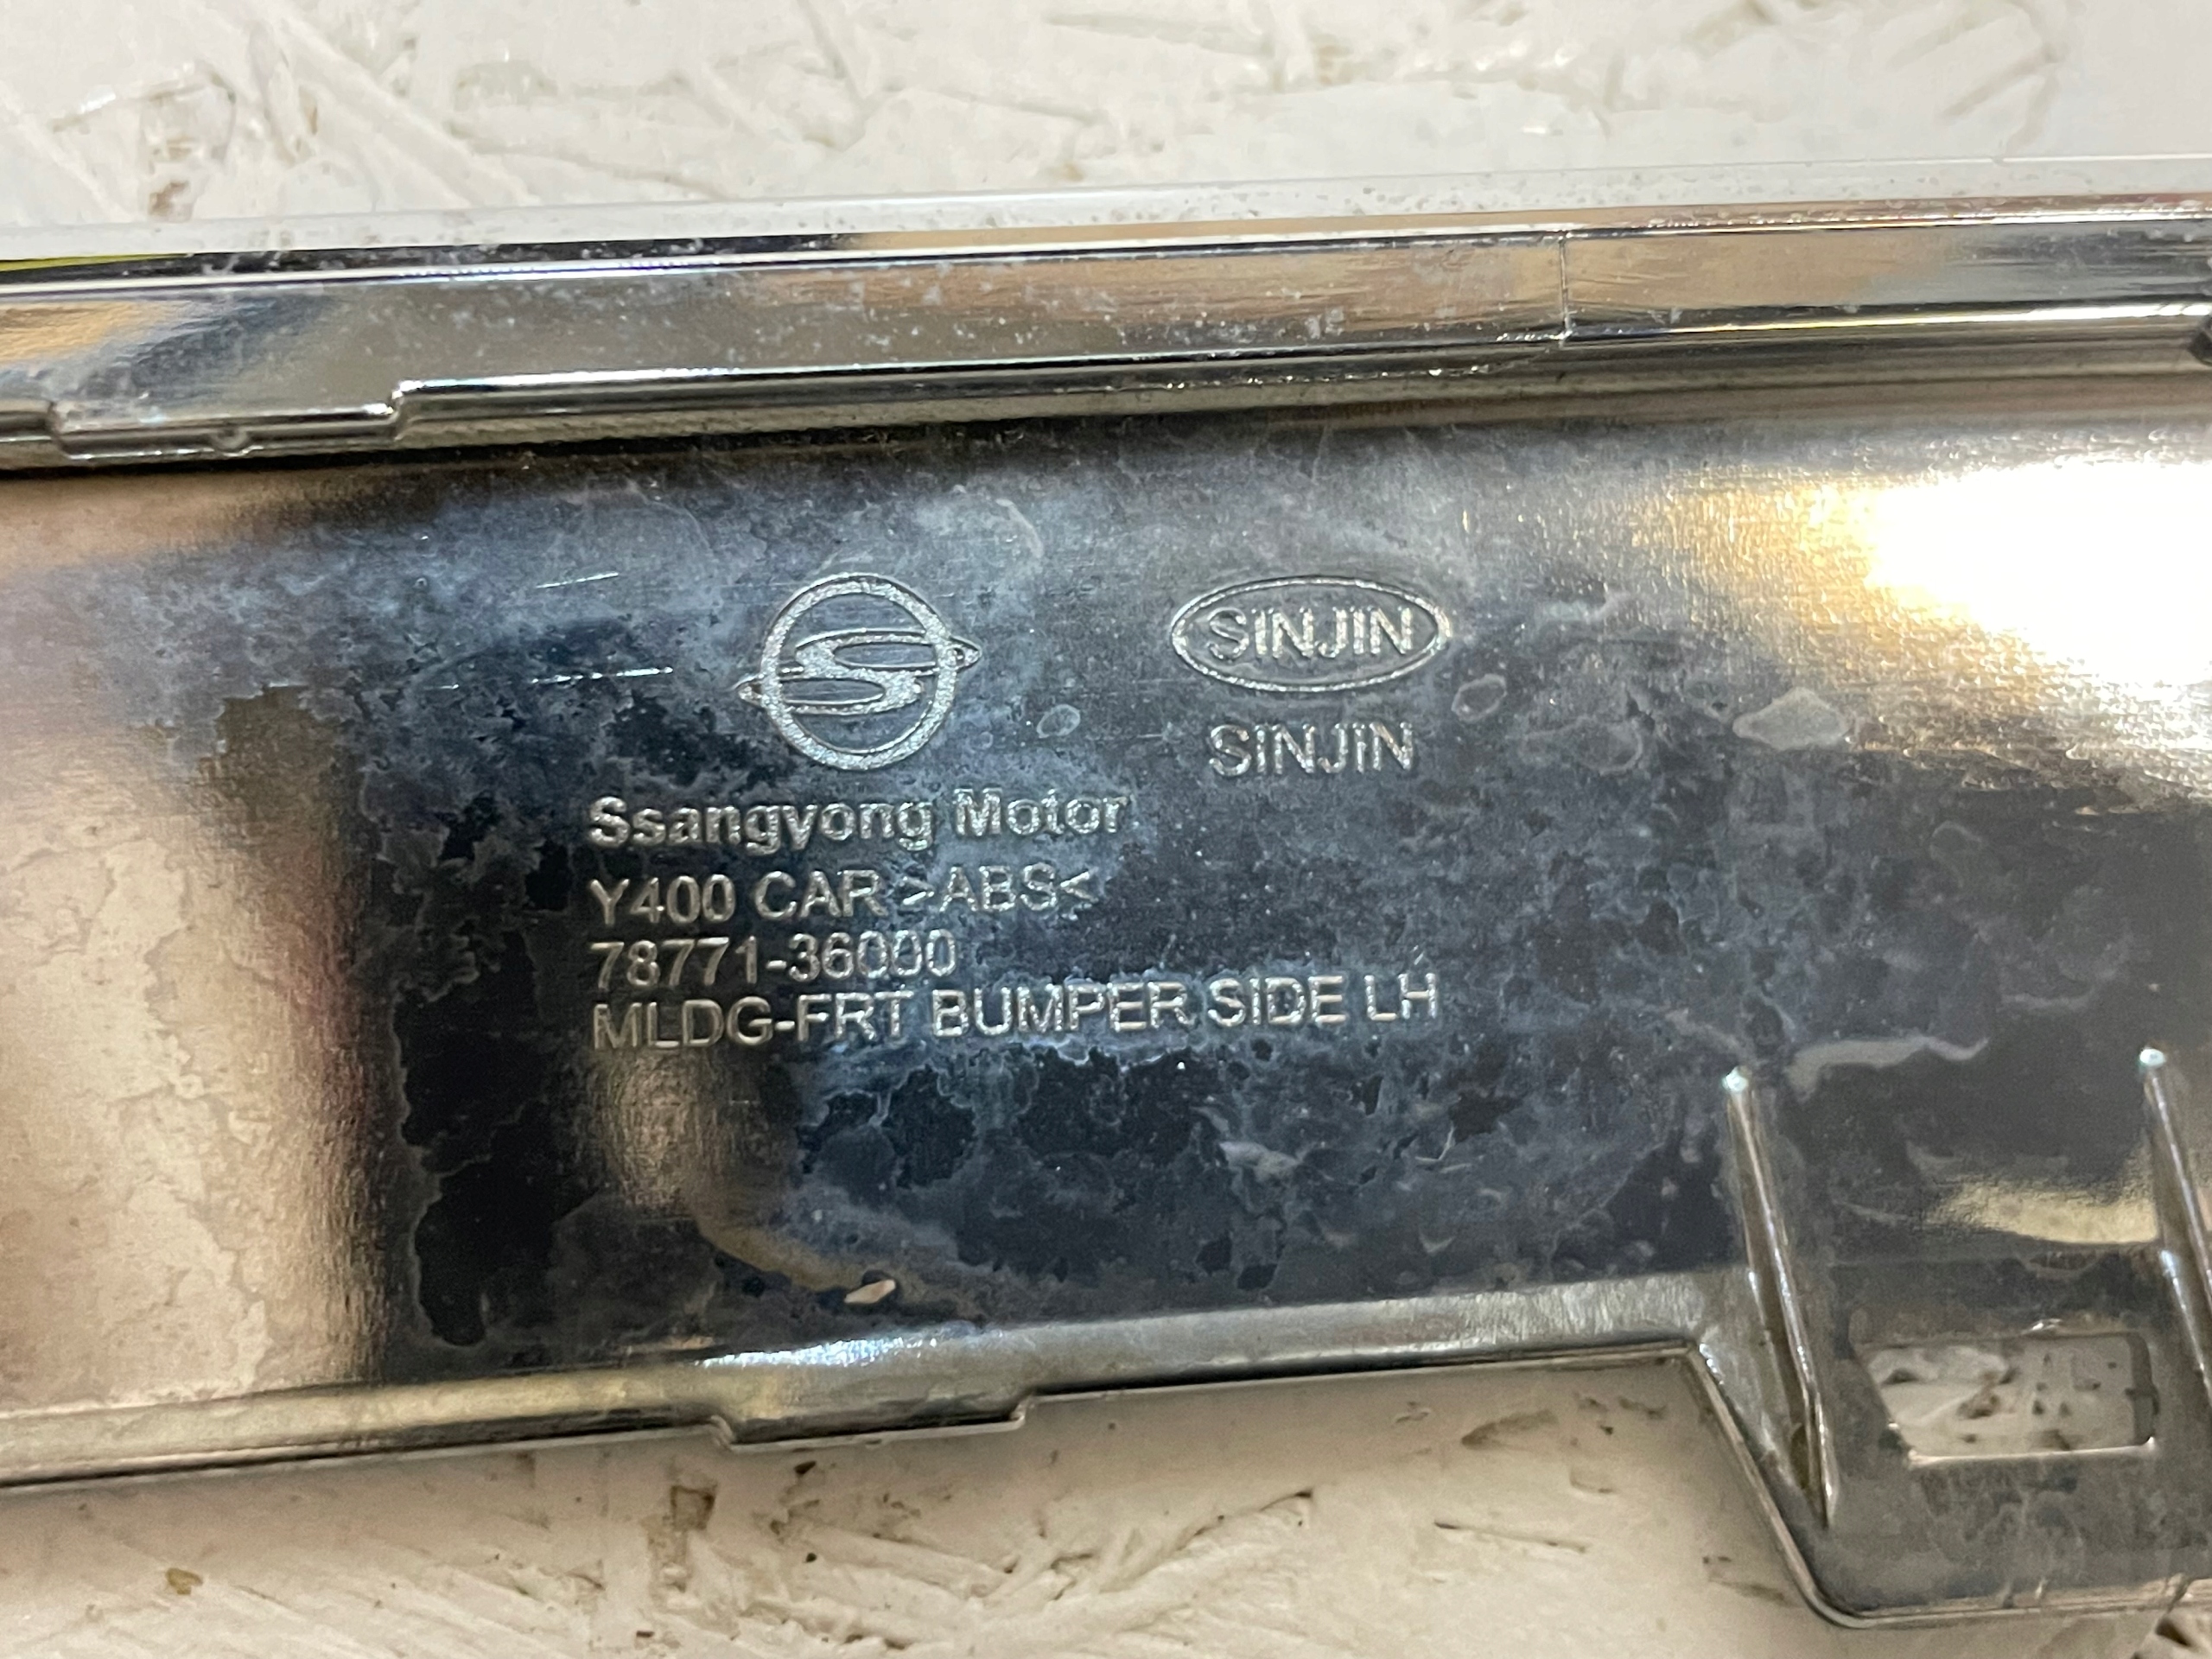 SINJIN
SINJIN
Ssangyong Motor
Y400 CAR >ABS<
78771-36000
MLDG-FRT BUMPER SIDE LH